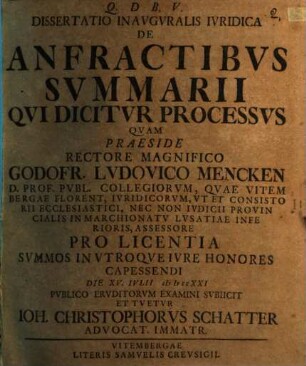 Q. D. B. V.
DISSERTATIO INAVGVRALIS IVRIDICA
DE
ANFRACTIBVS
SVMMARII
QVI DICITVR PROCESSVS
QVAM
PRAESIDE
RECTORE MAGNIFICO
GODOFR. LVDOVICO MENCKEN
D. PROF. PVBL. COLLEGIORVM, QVAE VITEM
BERGAE FLORENT, IVRIDICORVM, VT ET CONSISTO
RII ECCLESIASTICI, NEC NON IVDICII PROVIN
CIALIS IN MARCHIONATV LVSATIAE INFE
RIORIS, ASSESSORE
PRO LICENTIA
SVMMOS IN VTROQVE IVRE HONORES
CAPESSENDI
DIE XV. IVLII XXI
PVBLICO ERVDITORVM EXAMINI SVBIICIT
ET TVETVR
IOH. CHRISTOPHORVS SCHATTER
ADVOCAT. IMMATR.
VITEMBERGAE
LITERIS SAMVELIS CREVSIGII.